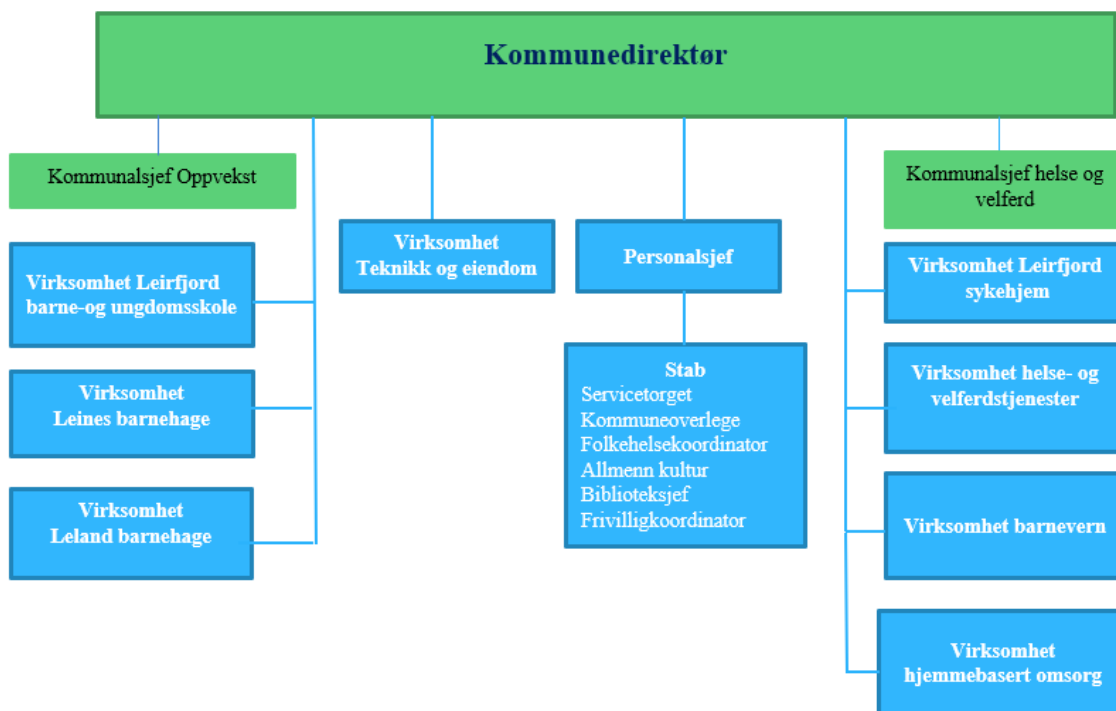 Kommunedirektør
Kommunalsjef Oppvekst
Virksomhet Leirfjord
barne-og ungdomsskole
Virksomhet
Leines barnehage
Virksomhet
Leland barnehage
Virksomhet
Teknikk og eiendom
Personalsjef
Stab
Servicetorget
Kommuneoverlege
Folkehelsekoordinator
Allmenn kultur
Biblioteksjef
Frivilligkoordinator
Kommunalsjef helse og
velferd
Virksomhet Leirfjord
sykehjem
Virksomhet helse- og
velferdstjenester
Virksomhet barnevern
Virksomhet
hjemmebasert omsorg